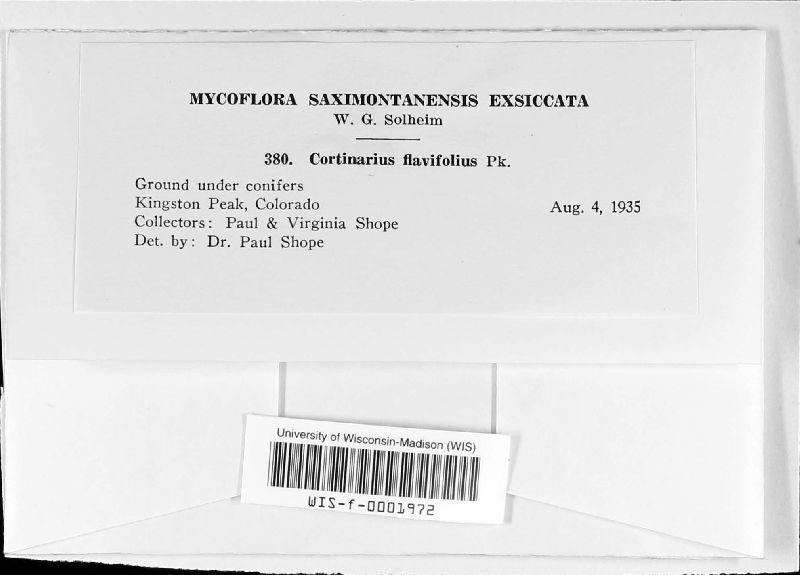 MYCOFLORA SAXIMONTANENSIS EXSICCATA
W. G. Solheim
380. Cortinarius flavifolius Pk.
Ground under conifers
Kingston Peak, Colorado Aug. 4, 1935
Collectors: Paul & Virginia Shope
Det. by: Dr. Paul Shope
University of Wisconsin-Madison (WIS)
WIS-f-0001972